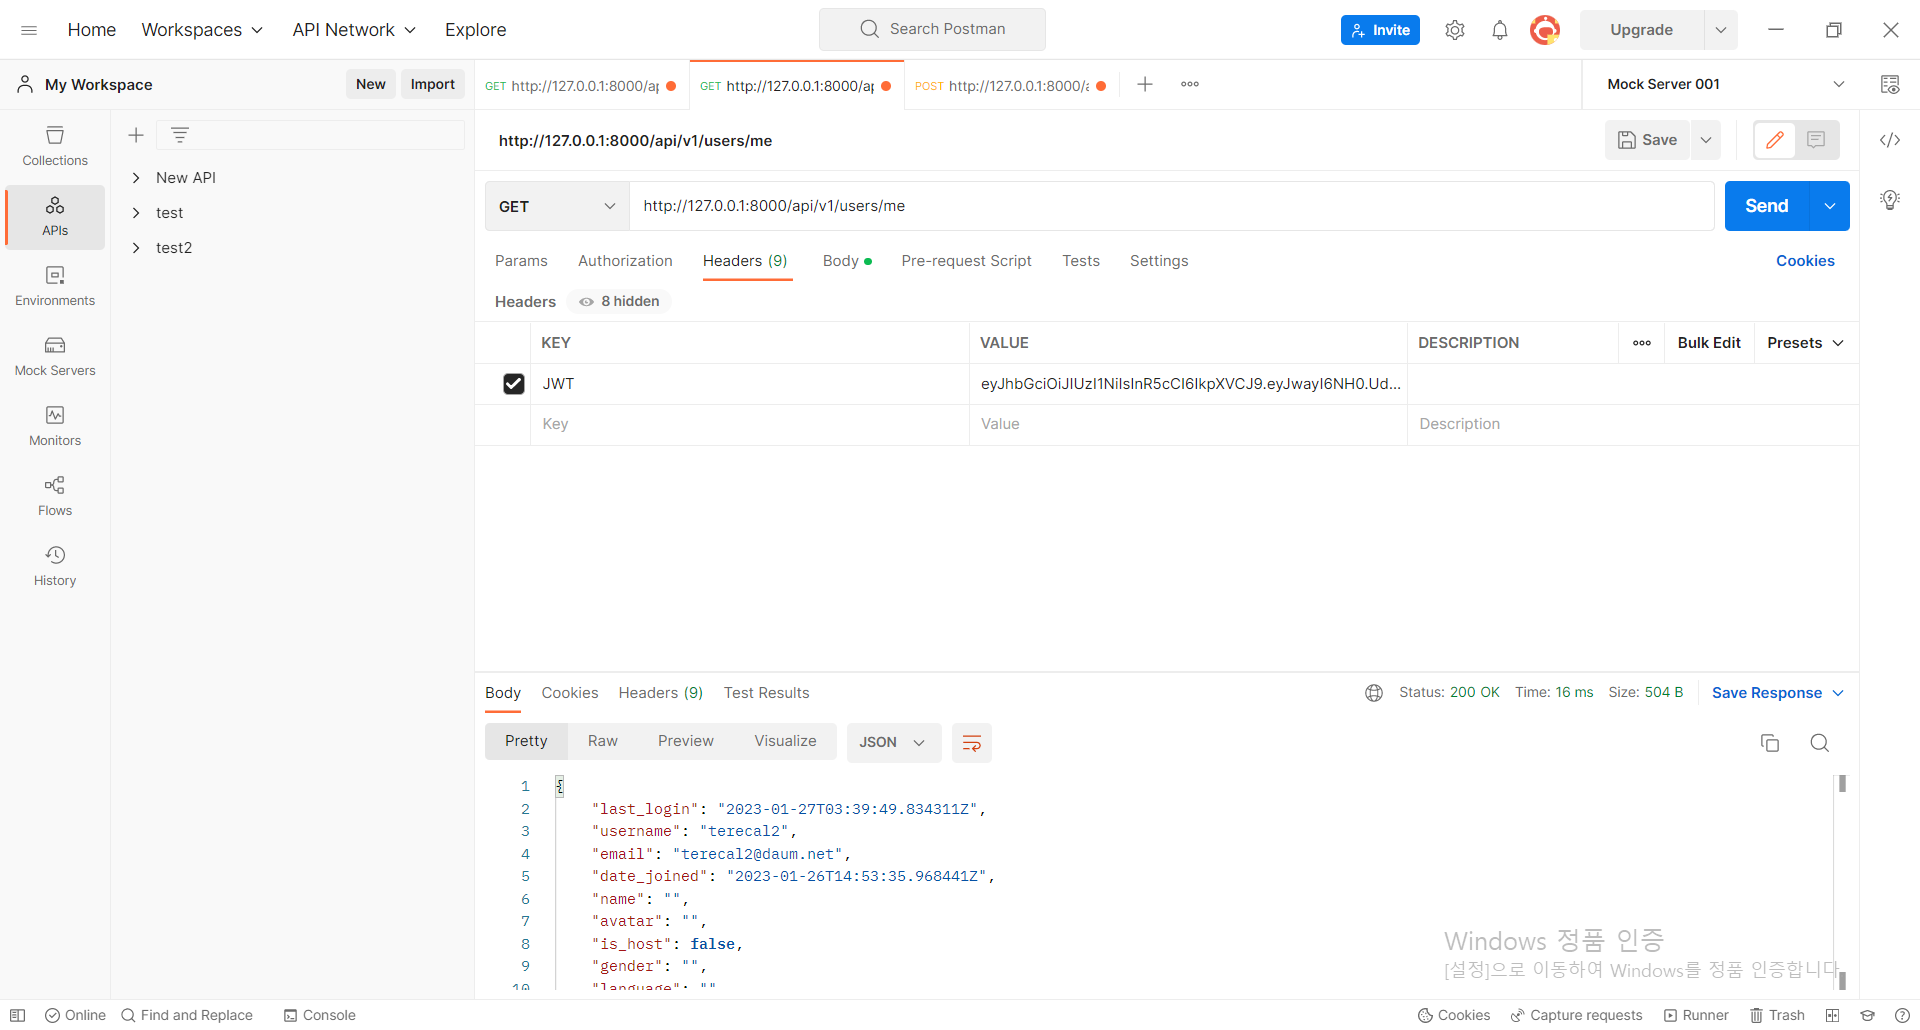 Home Workspaces API Network Explore Search Postman Invite Upgrade
My Workspace New Import
GET http://127.0.0.1:8000/ap GET http://127.0.0.1:8000/ap POST http://127.0.0.1:8000/a Mock Server 001
Collections
APIs
Environments
Mock Servers
Monitors
Flows
History
New API
test
test2
http://127.0.0.1:8000/api/v1/users/me Save
GET http://127.0.0.1:8000/api/v1/users/me Send
Params Authorization Headers (9) Body Pre-request Script Tests Settings Cookies
Headers 8 hidden
KEY VALUE DESCRIPTION Bulk Edit Presets
JWT eyJhbGciOiJIUzI1NiIsInR5cCI6IkpXVCJ9.eyJwayI6NH0.Ud...
Key Value Description
Body Cookies Headers (9) Test Results Status: 200 OK Time: 16 ms Size: 504 B Save Response
Pretty Raw Preview Visualize JSON
1 {
2 "last_login": "2023-01-27T03:39:49.834311Z",
3 "username": "terecal2",
4 "email": "terecal2@daum.net",
5 "date_joined": "2023-01-26T14:53:35.968441Z",
6 "name": "",
7 "avatar": "",
8 "is_host": false,
9 "gender": "",
10 "language": ""
Windows 정품 인증
[설정]으로 이동하여 Windows를 정품 인증합니다
Online Find and Replace Console Cookies Capture requests Runner Trash